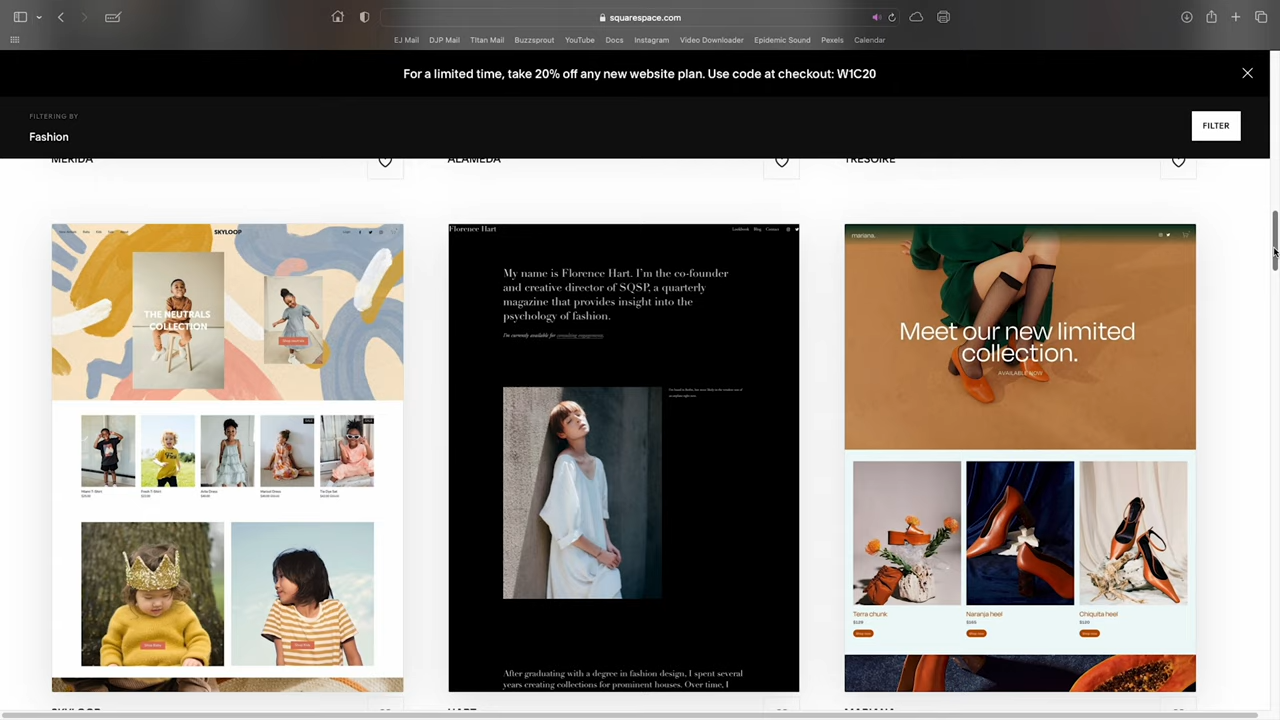 squarespace.com
EJ Mail DJP Mail Titan Mail Buzzsprout YouTube Docs Instagram Video Downloader Epidemic Sound Pexels Calendar
For a limited time, take 20% off any new website plan. Use code at checkout: W1C20
FILTERING BY
Fashion
FILTER
MERIDA
ALAMEDA
TRESOIRE
SKYLOOP
THE NEUTRALS
COLLECTION
Florence Hart
Lookbook Blog Contact
My name is Florence Hart. I'm the co-founder
and creative director of SQSP, a quarterly
magazine that provides insight into the
psychology of fashion.
I'm currently available for consulting engagements.
After graduating with a degree in fashion design, I spent several
years creating collections for prominent houses. Over time, I
mariana.
Meet our new limited
collection.
AVAILABLE NOW
Terra chunk
Naranja heel
Chiquita heel
SKYLOOP
HART
MARIANA